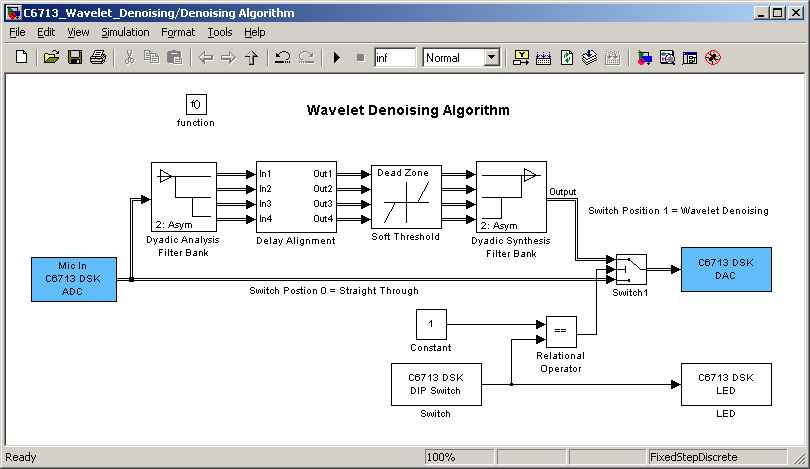 C6713_Wavelet_Denoising/Denoising Algorithm
File Edit View Simulation Format Tools Help
inf Normal
f()
function
Wavelet Denoising Algorithm
2: Asym
Dyadic Analysis
Filter Bank
In1 Out1
In2 Out2
In3 Out3
In4 Out4
Delay Alignment
Dead Zone
Soft Threshold
2: Asym
Dyadic Synthesis
Filter Bank
Output
Switch Position 1 = Wavelet Denoising
Mic In
C6713 DSK
ADC
Switch Postion 0 = Straight Through
Switch1
C6713 DSK
DAC
1
Constant
==
Relational
Operator
C6713 DSK
DIP Switch
Switch
C6713 DSK
LED
LED
Ready 100% FixedStepDiscrete